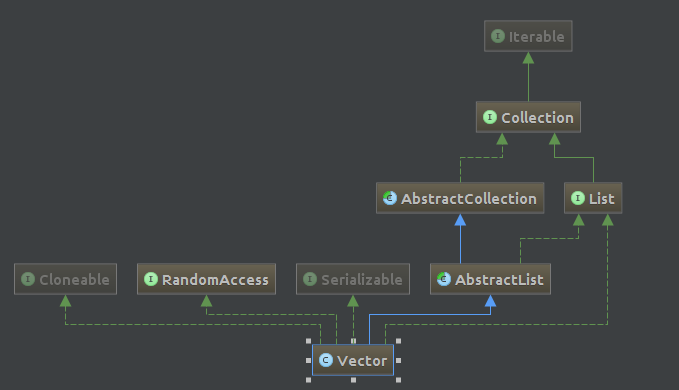 I Iterable
I Collection
C AbstractCollection
I List
I Cloneable
I RandomAccess
I Serializable
C AbstractList
C Vector